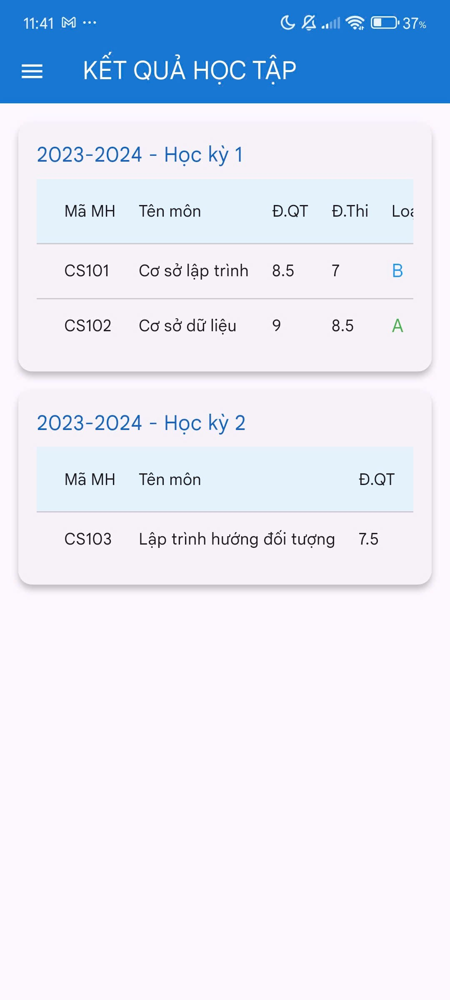 11:41 37%
KẾT QUẢ HỌC TẬP
2023-2024 - Học kỳ 1
Mã MH Tên môn Đ.QT Đ.Thi
CS101 Cơ sở lập trình 8.5 7 B
CS102 Cơ sở dữ liệu 9 8.5 A
2023-2024 - Học kỳ 2
Mã MH Tên môn Đ.QT
CS103 Lập trình hướng đối tượng 7.5